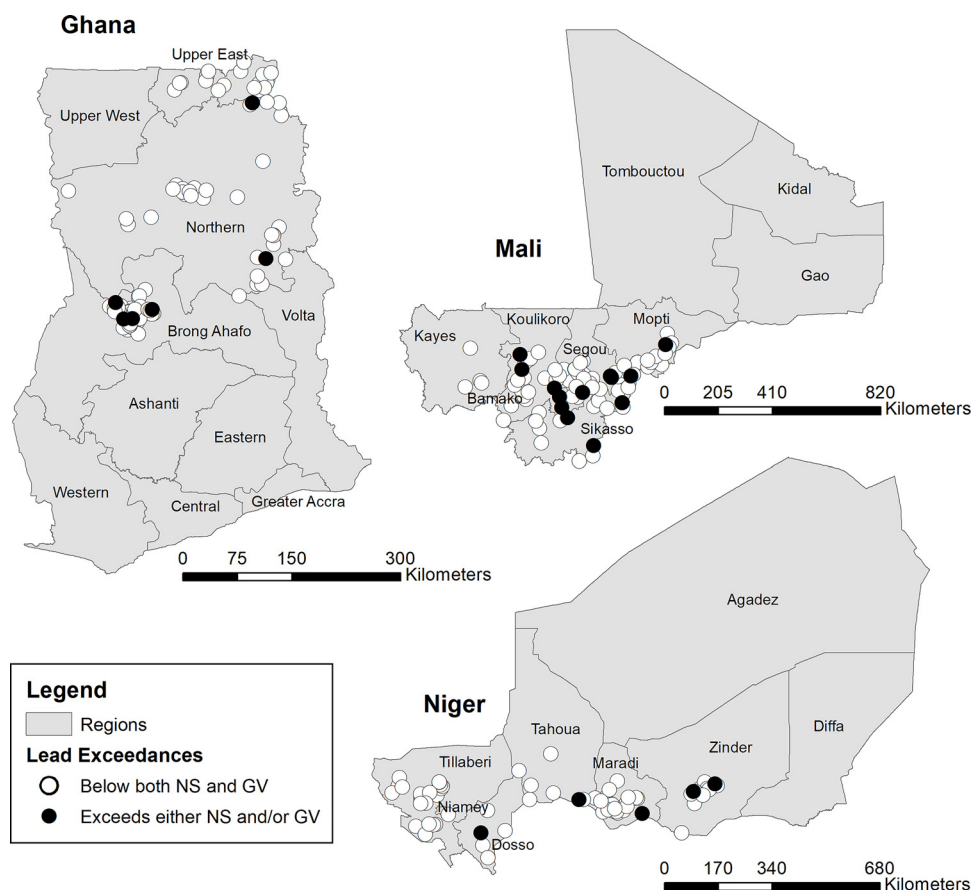 Ghana
Upper East
Upper West
Northern
Brong Ahafo
Volta
Ashanti
Eastern
Western
Central
Greater Accra
0 75 150 300
Kilometers
Mali
Tombouctou
Kidal
Gao
Mopti
Koulikoro
Kayes
Segou
Bamako
Sikasso
0 205 410 820
Kilometers
Niger
Agadez
Diffa
Zinder
Tahoua
Maradi
Tillaberi
Niamey
Dosso
0 170 340 680
Kilometers
Legend
Regions
Lead Exceedances
Below both NS and GV
Exceeds either NS and/or GV